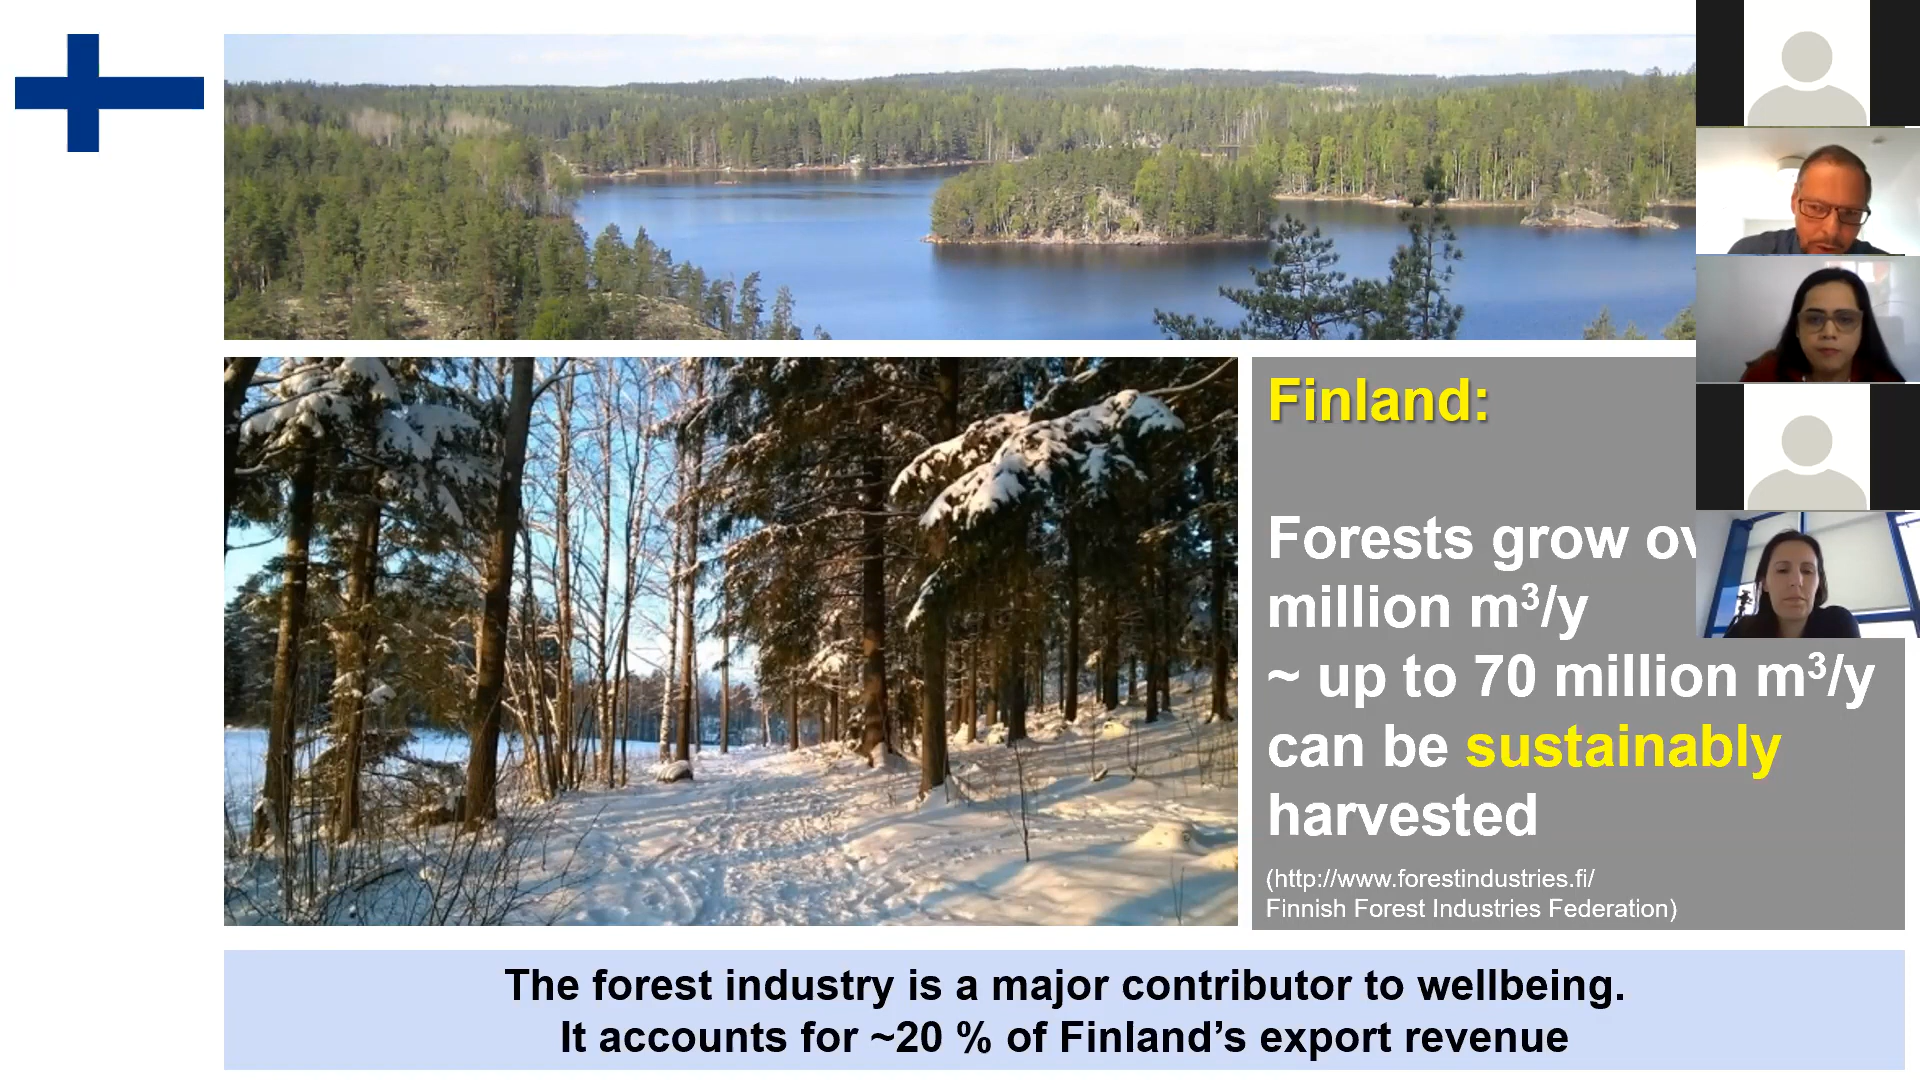 Finland:
Forests grow
million m³/y
~ up to 70 million m³/y
can be sustainably
harvested
(http://www.forestindustries.fi/
Finnish Forest Industries Federation)
The forest industry is a major contributor to wellbeing.
It accounts for ~20 % of Finland’s export revenue